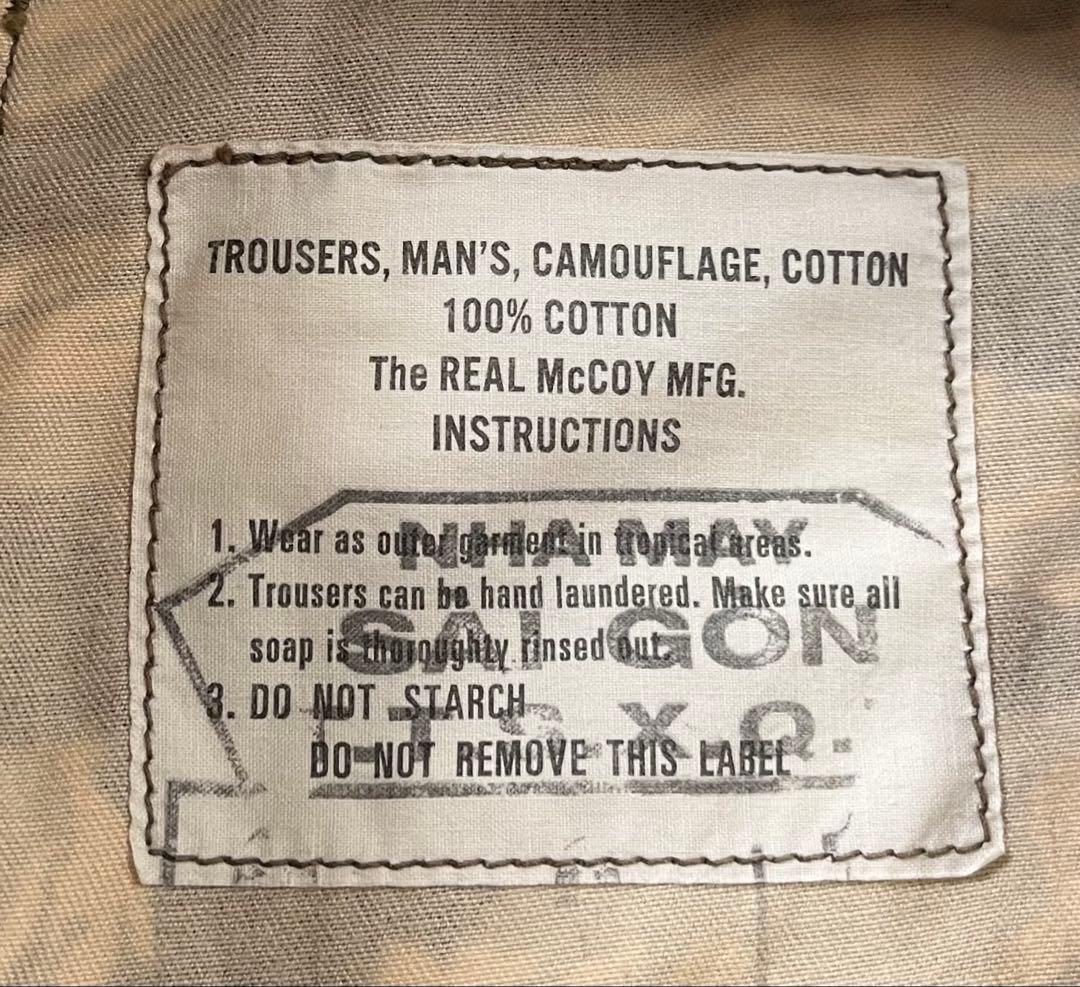 TROUSERS, MAN'S, CAMOUFLAGE, COTTON
100% COTTON
The REAL McCOY MFG.
INSTRUCTIONS
1. Wear as outer garment in tropical areas.
2. Trousers can be hand laundered. Make sure all
soap is thoroughly rinsed out.
3. DO NOT STARCH
DO NOT REMOVE THIS LABEL
NHA MAY
SAI GON